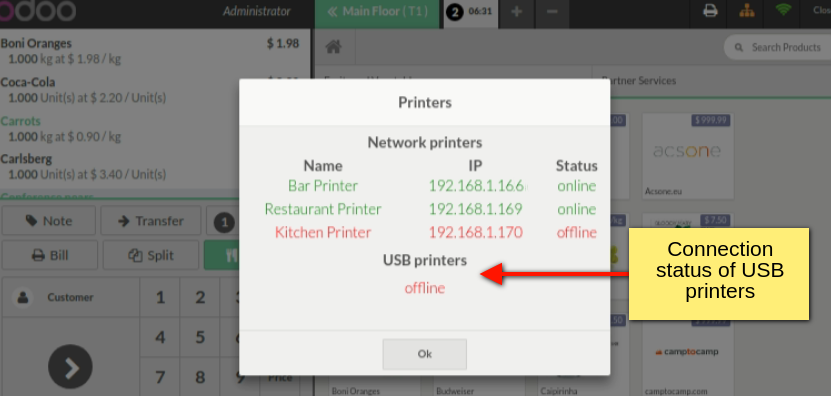 odoo
Administrator
Main Floor ( T1 )
2 06:31
Clos
Boni Oranges $ 1.98
1.000 kg at $ 1.98 / kg
Coca-Cola
1.000 Unit(s) at $ 2.20 / Unit(s)
Carrots
1.000 kg at $ 0.90 / kg
Carlsberg
1.000 Unit(s) at $ 3.40 / Unit(s)
Conference pears
Search Products
Partner Services
$ 999.99
acsone
Acsone.eu
Note
Transfer
1
Bill
Split
Customer
1 2 3
4 5
7 8 9 Price
Printers
Network printers
Name IP Status
Bar Printer 192.168.1.166 online
Restaurant Printer 192.168.1.169 online
Kitchen Printer 192.168.1.170 offline
USB printers
offline
Ok
Connection
status of USB
printers
$ 7.50
camptocamp
Boni Oranges
Budweiser
Caipirinha
camptocamp.com